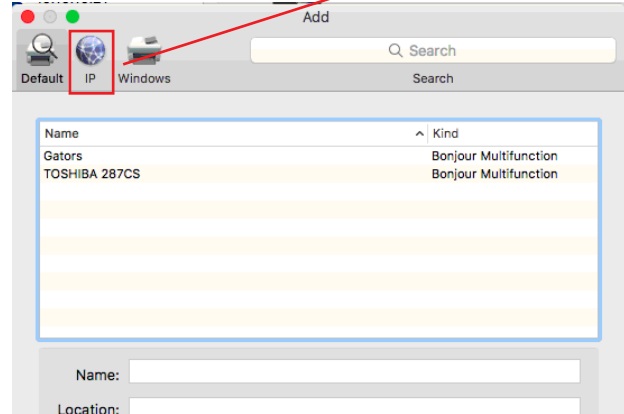 Add
Search
Default IP Windows Search
Name Kind
Gators Bonjour Multifunction
TOSHIBA 287CS Bonjour Multifunction
Name:
Location: